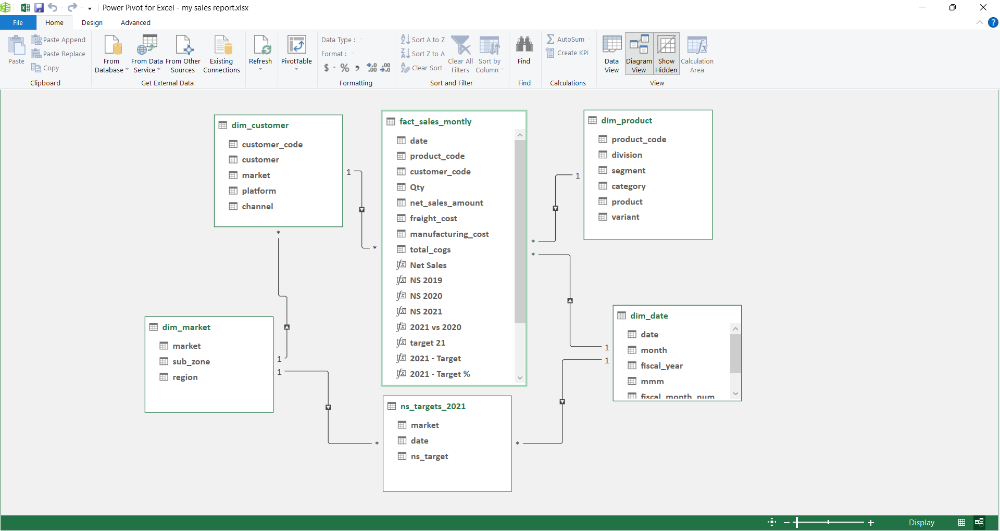 Power Pivot for Excel - my sales report.xlsx
File Home Design Advanced
Paste
Paste Append
Paste Replace
Copy
Clipboard
From Database
From Data Service
From Other Sources
Existing Connections
Get External Data
Refresh
PivotTable
Data Type :
Format :
$ % ,
Formatting
Sort A to Z
Sort Z to A
Clear Sort
Clear All Filters
Sort by Column
Sort and Filter
Find
Find
AutoSum
Create KPI
Calculations
Data View
Diagram View
Show Hidden
Calculation Area
View
dim_customer
customer_code
customer
market
platform
channel
1
*
*
fact_sales_montly
date
product_code
customer_code
Qty
net_sales_amount
freight_cost
manufacturing_cost
total_cogs
Net Sales
NS 2019
NS 2020
NS 2021
2021 vs 2020
target 21
2021 - Target
2021 - Target %
dim_product
product_code
division
segment
category
product
variant
1
*
*
dim_market
market
sub_zone
region
1
1
*
ns_targets_2021
market
date
ns_target
*
dim_date
date
month
fiscal_year
mmm
fiscal_month_num
1
1
Display